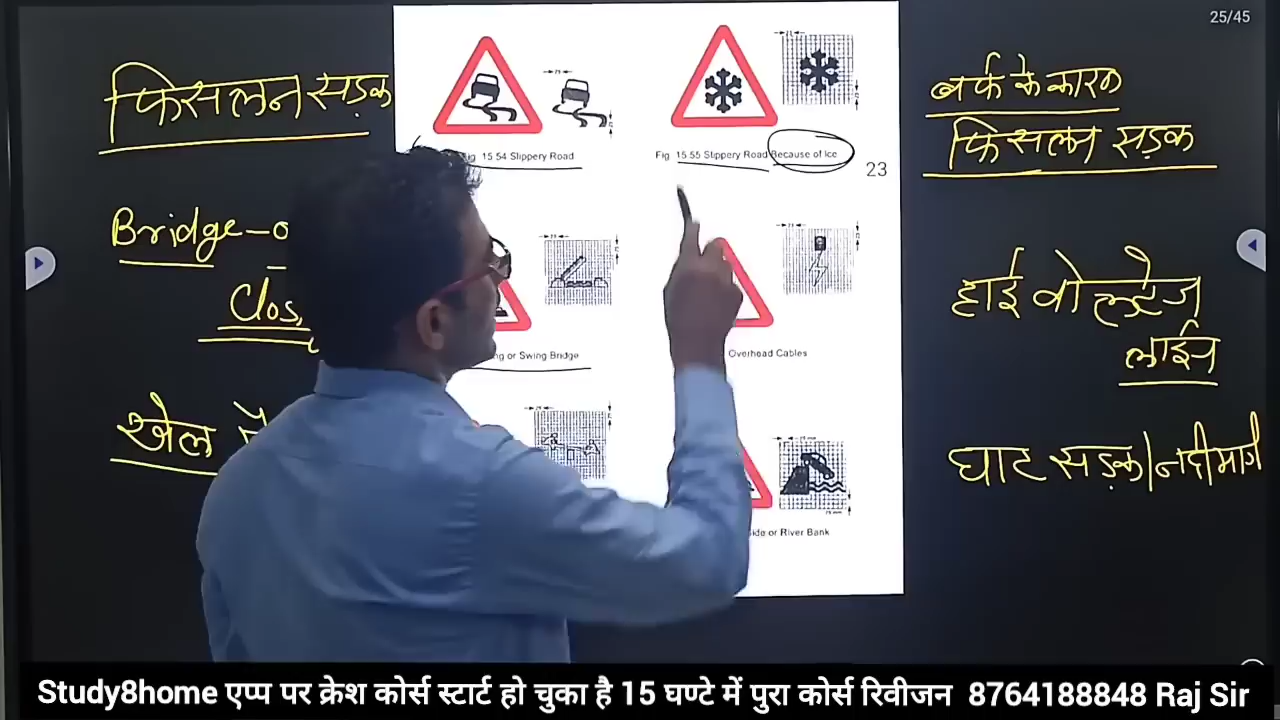 25/45
फिसलन सड़क
बर्फ के कारण
फिसलन सड़क
Fig 15 54 Slippery Road
Fig 15 55 Slippery Road Because of Ice
23
Bridge-o
Clos
हाई वोल्टेज
लाईन
or Swing Bridge
Overhead Cables
खेल
घाट सड़क/नदी मार्ग
or River Bank
Study8home एप्प पर क्रेश कोर्स स्टार्ट हो चुका है 15 घण्टे में पुरा कोर्स रिवीजन 8764188848 Raj Sir